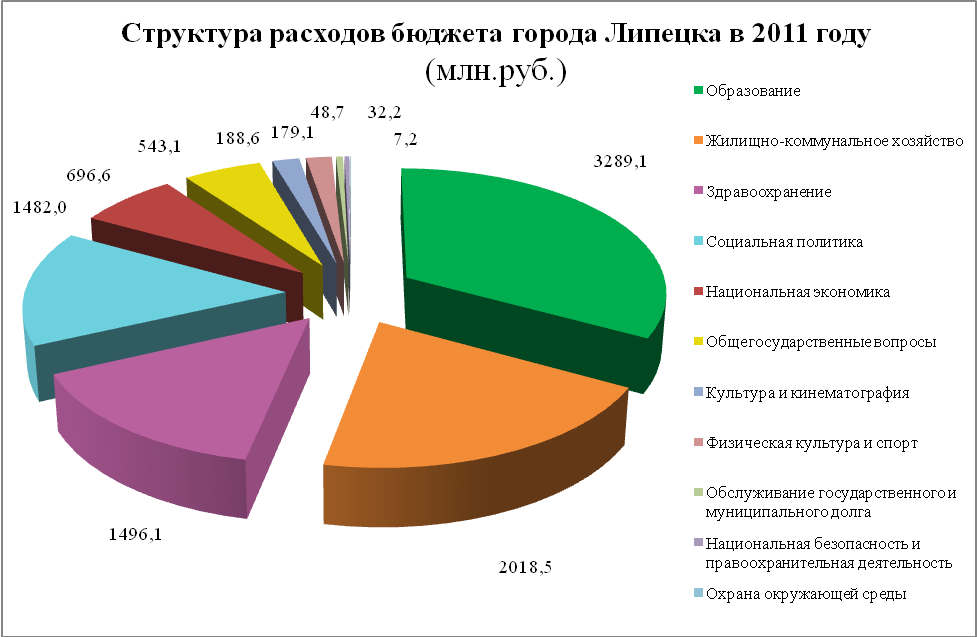 Структура расходов бюджета города Липецка в 2011 году
(млн.руб.)
48,7
32,2
188,6
179,1
7,2
543,1
3289,1
696,6
1482,0
1496,1
2018,5
Образование
Жилищно-коммунальное хозяйство
Здравоохранение
Социальная политика
Национальная экономика
Общегосударственные вопросы
Культура и кинематография
Физическая культура и спорт
Обслуживание государственного и
муниципального долга
Национальная безопасность и
правоохранительная деятельность
Охрана окружающей среды